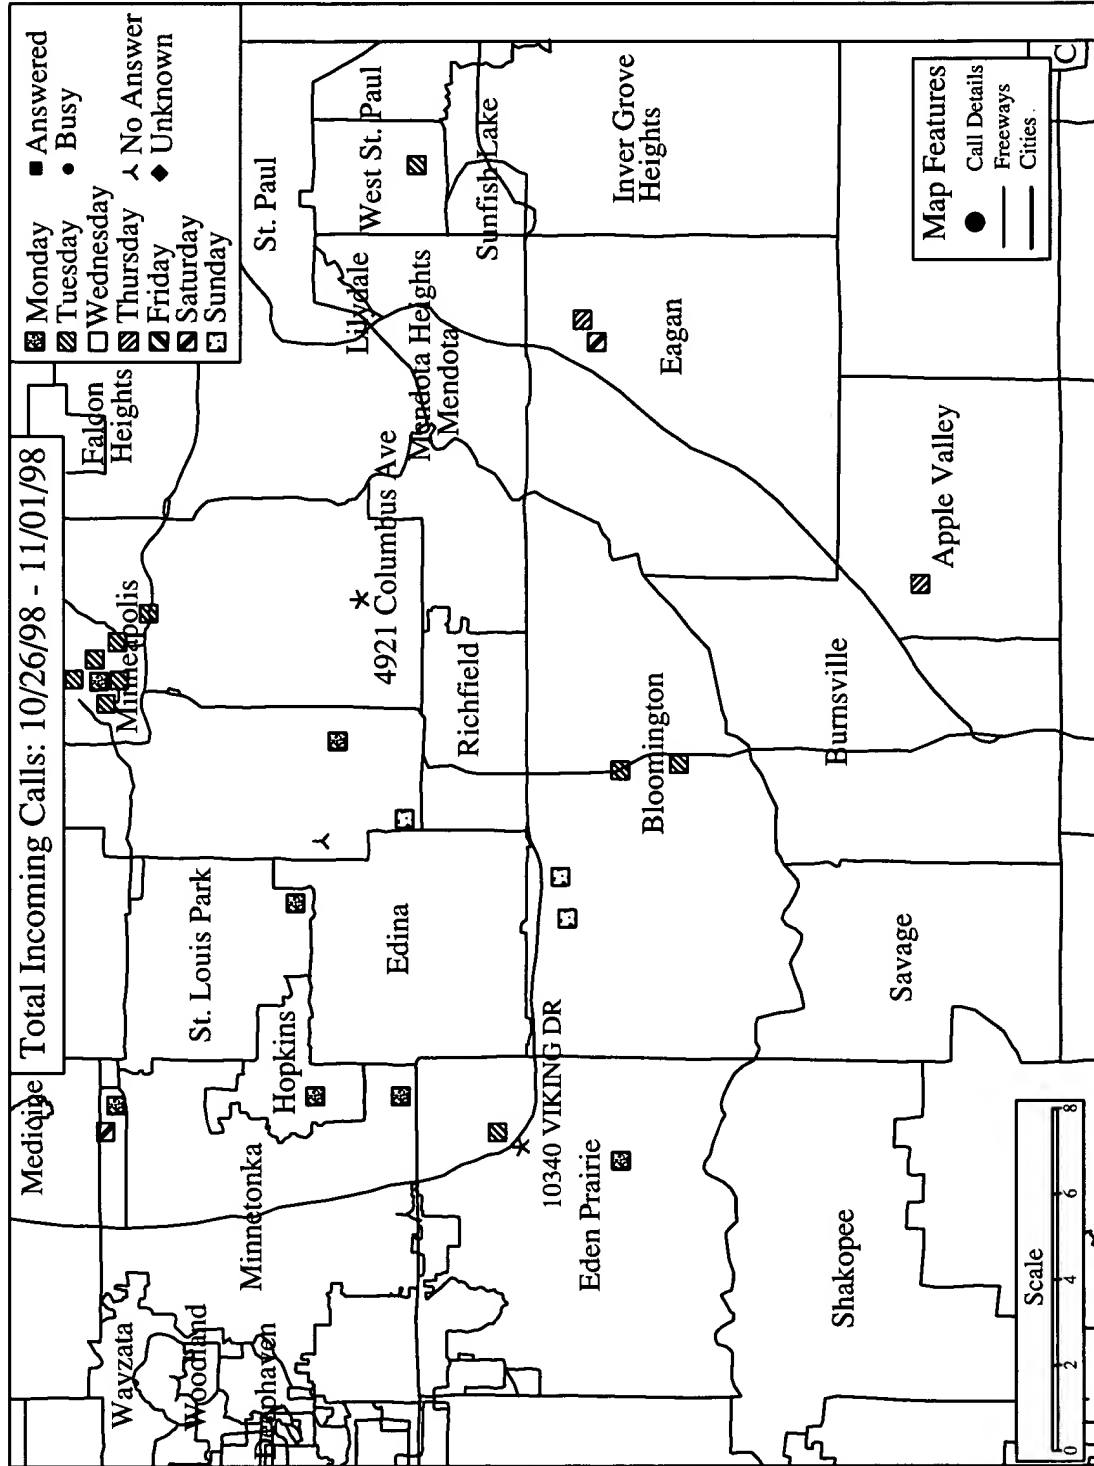 Total Incoming Calls: 10/26/98 - 11/01/98
Monday
Tuesday
Wednesday
Thursday
Friday
Saturday
Sunday
Answered
Busy
No Answer
Unknown
Medicine
Falcon
Heights
Wayzata
Woodland
Minnetonka
Hopkins
St. Louis Park
Minneapolis
St. Paul
West St. Paul
Lilydale
Mendota Heights
Mendota
Sunfish Lake
Inver Grove
Heights
4921 Columbus Ave
Edina
Richfield
10340 VIKING DR
Eden Prairie
Bloomington
Eagan
Shakopee
Savage
Burnsville
Apple Valley
C
Map Features
Call Details
Freeways
Cities
Scale
0 2 4 6 8